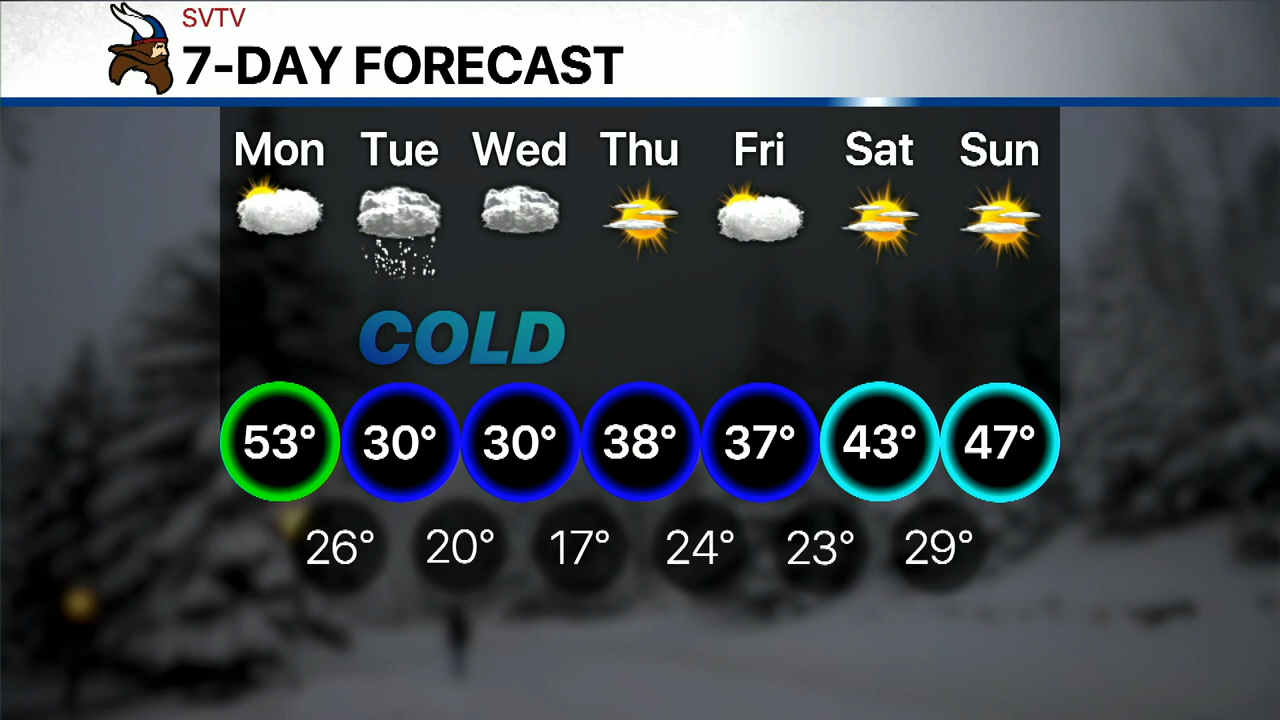 SVTV
7-DAY FORECAST
Mon Tue Wed Thu Fri Sat Sun
COLD
53° 30° 30° 38° 37° 43° 47°
26° 20° 17° 24° 23° 29°